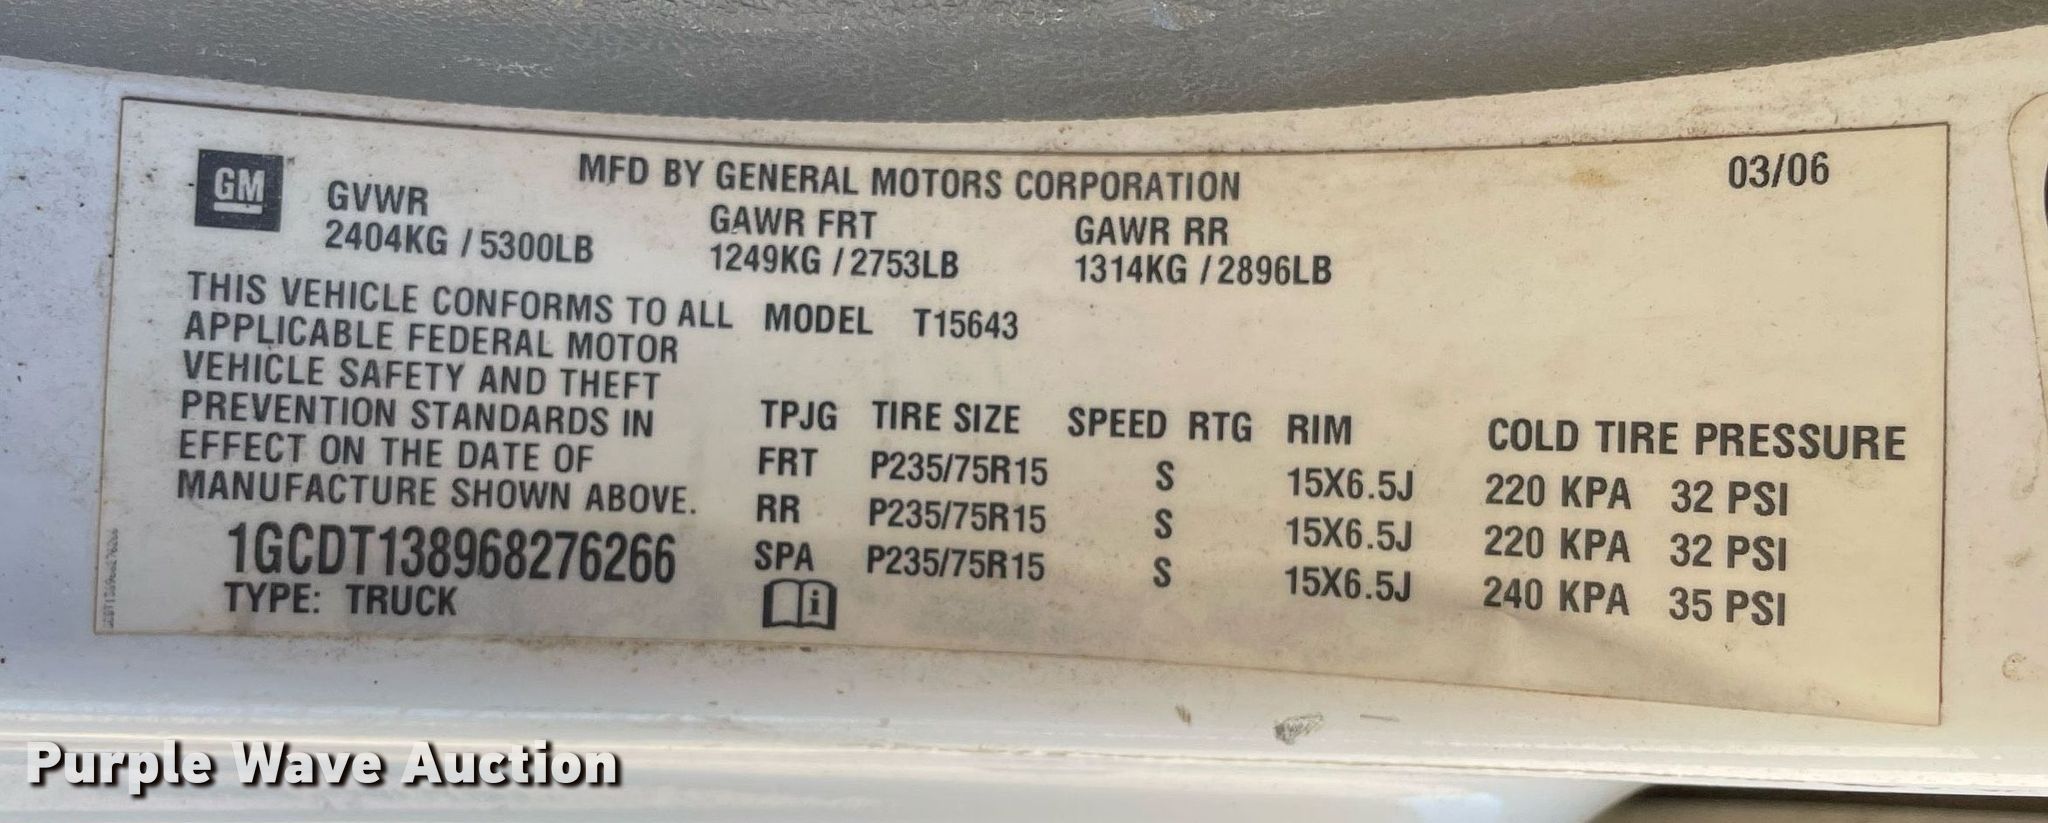 MFD BY GENERAL MOTORS CORPORATION 03/06
GM
GVWR GAWR FRT GAWR RR
2404KG / 5300LB 1249KG / 2753LB 1314KG / 2896LB
THIS VEHICLE CONFORMS TO ALL MODEL T15643
APPLICABLE FEDERAL MOTOR
VEHICLE SAFETY AND THEFT
PREVENTION STANDARDS IN
EFFECT ON THE DATE OF
MANUFACTURE SHOWN ABOVE.
1GCDT138968276266
TYPE: TRUCK
TPJG TIRE SIZE SPEED RTG RIM COLD TIRE PRESSURE
FRT P235/75R15 S 15X6.5J 220 KPA 32 PSI
RR P235/75R15 S 15X6.5J 220 KPA 32 PSI
SPA P235/75R15 S 15X6.5J 240 KPA 35 PSI
i
Purple Wave Auction